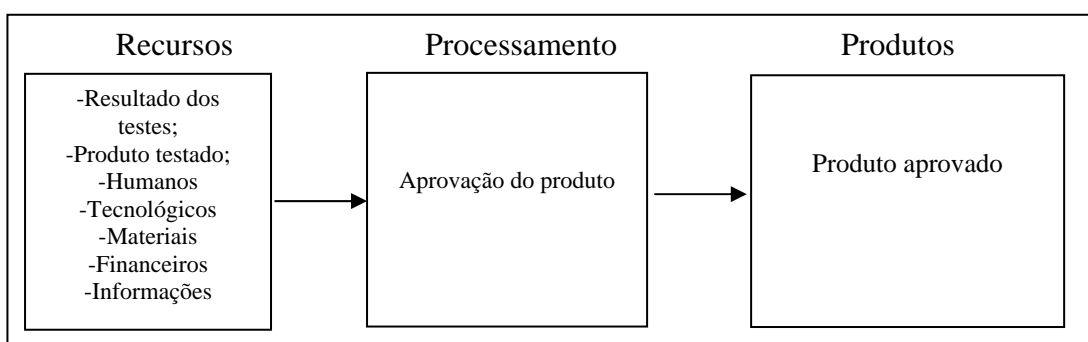 Recursos
-Resultado dos
testes;
-Produto testado;
-Humanos
-Tecnológicos
-Materiais
-Financeiros
-Informações
Processamento
Aprovação do produto
Produtos
Produto aprovado